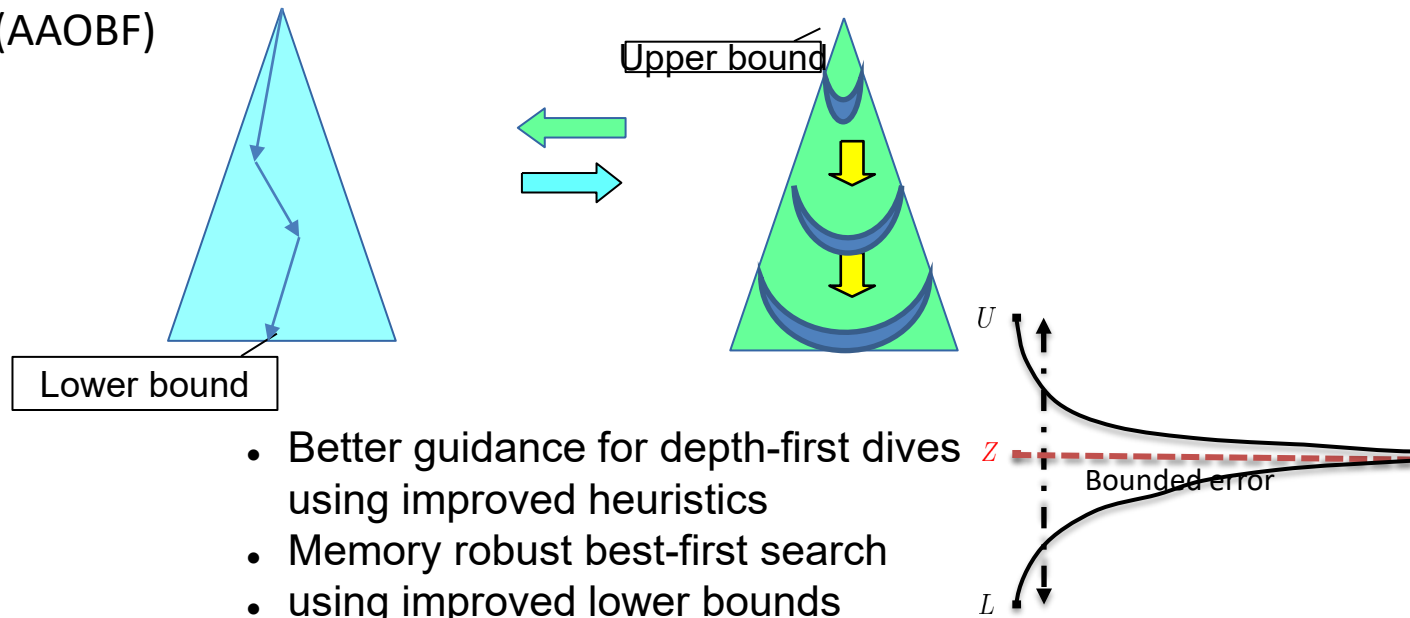 (AAOBF)
Upper bound
Lower bound
U
• Better guidance for depth-first dives
using improved heuristics
Z
Bounded error
• Memory robust best-first search
• using improved lower bounds
L